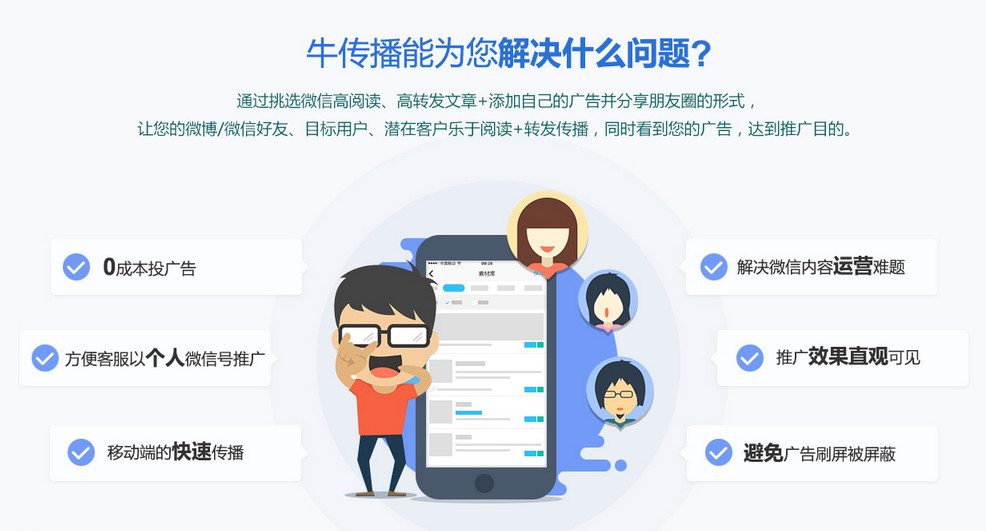 牛传播能为您解决什么问题?
通过挑选微信高阅读、高转发文章+添加自己的广告并分享朋友圈的形式，
让您的微博/微信好友、目标用户、潜在客户乐于阅读+转发传播，同时看到您的广告，达到推广目的。
0成本投广告
解决微信内容运营难题
方便客服以个人微信号推广
推广效果直观可见
移动端的快速传播
避免广告刷屏被屏蔽
中国移动
09:28
素材库